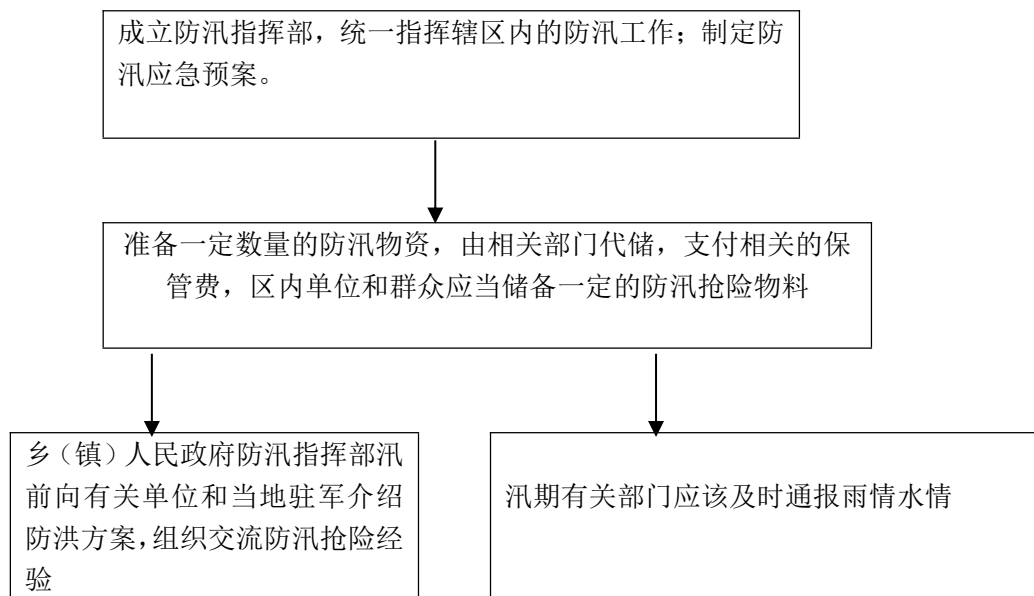 成立防汛指挥部，统一指挥辖区内的防汛工作；制定防
汛应急预案。
准备一定数量的防汛物资，由相关部门代储，支付相关的保
管费，区内单位和群众应当储备一定的防汛抢险物料
乡（镇）人民政府防汛指挥部汛
前向有关单位和当地驻军介绍
防洪方案，组织交流防汛抢险经
验
汛期有关部门应该及时通报雨情水情